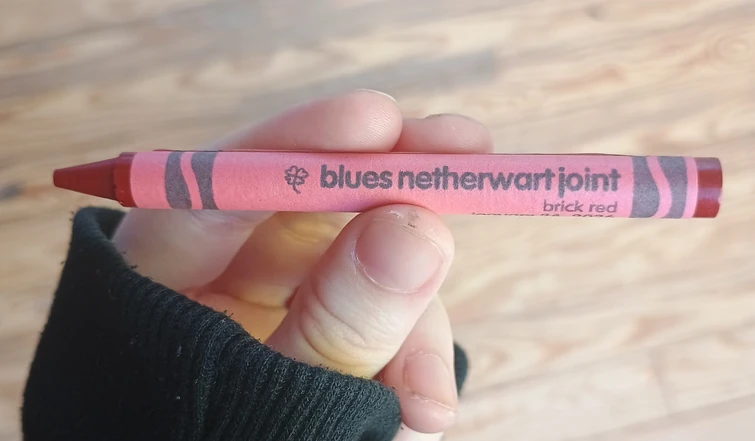 blues netherwart joint
brick red